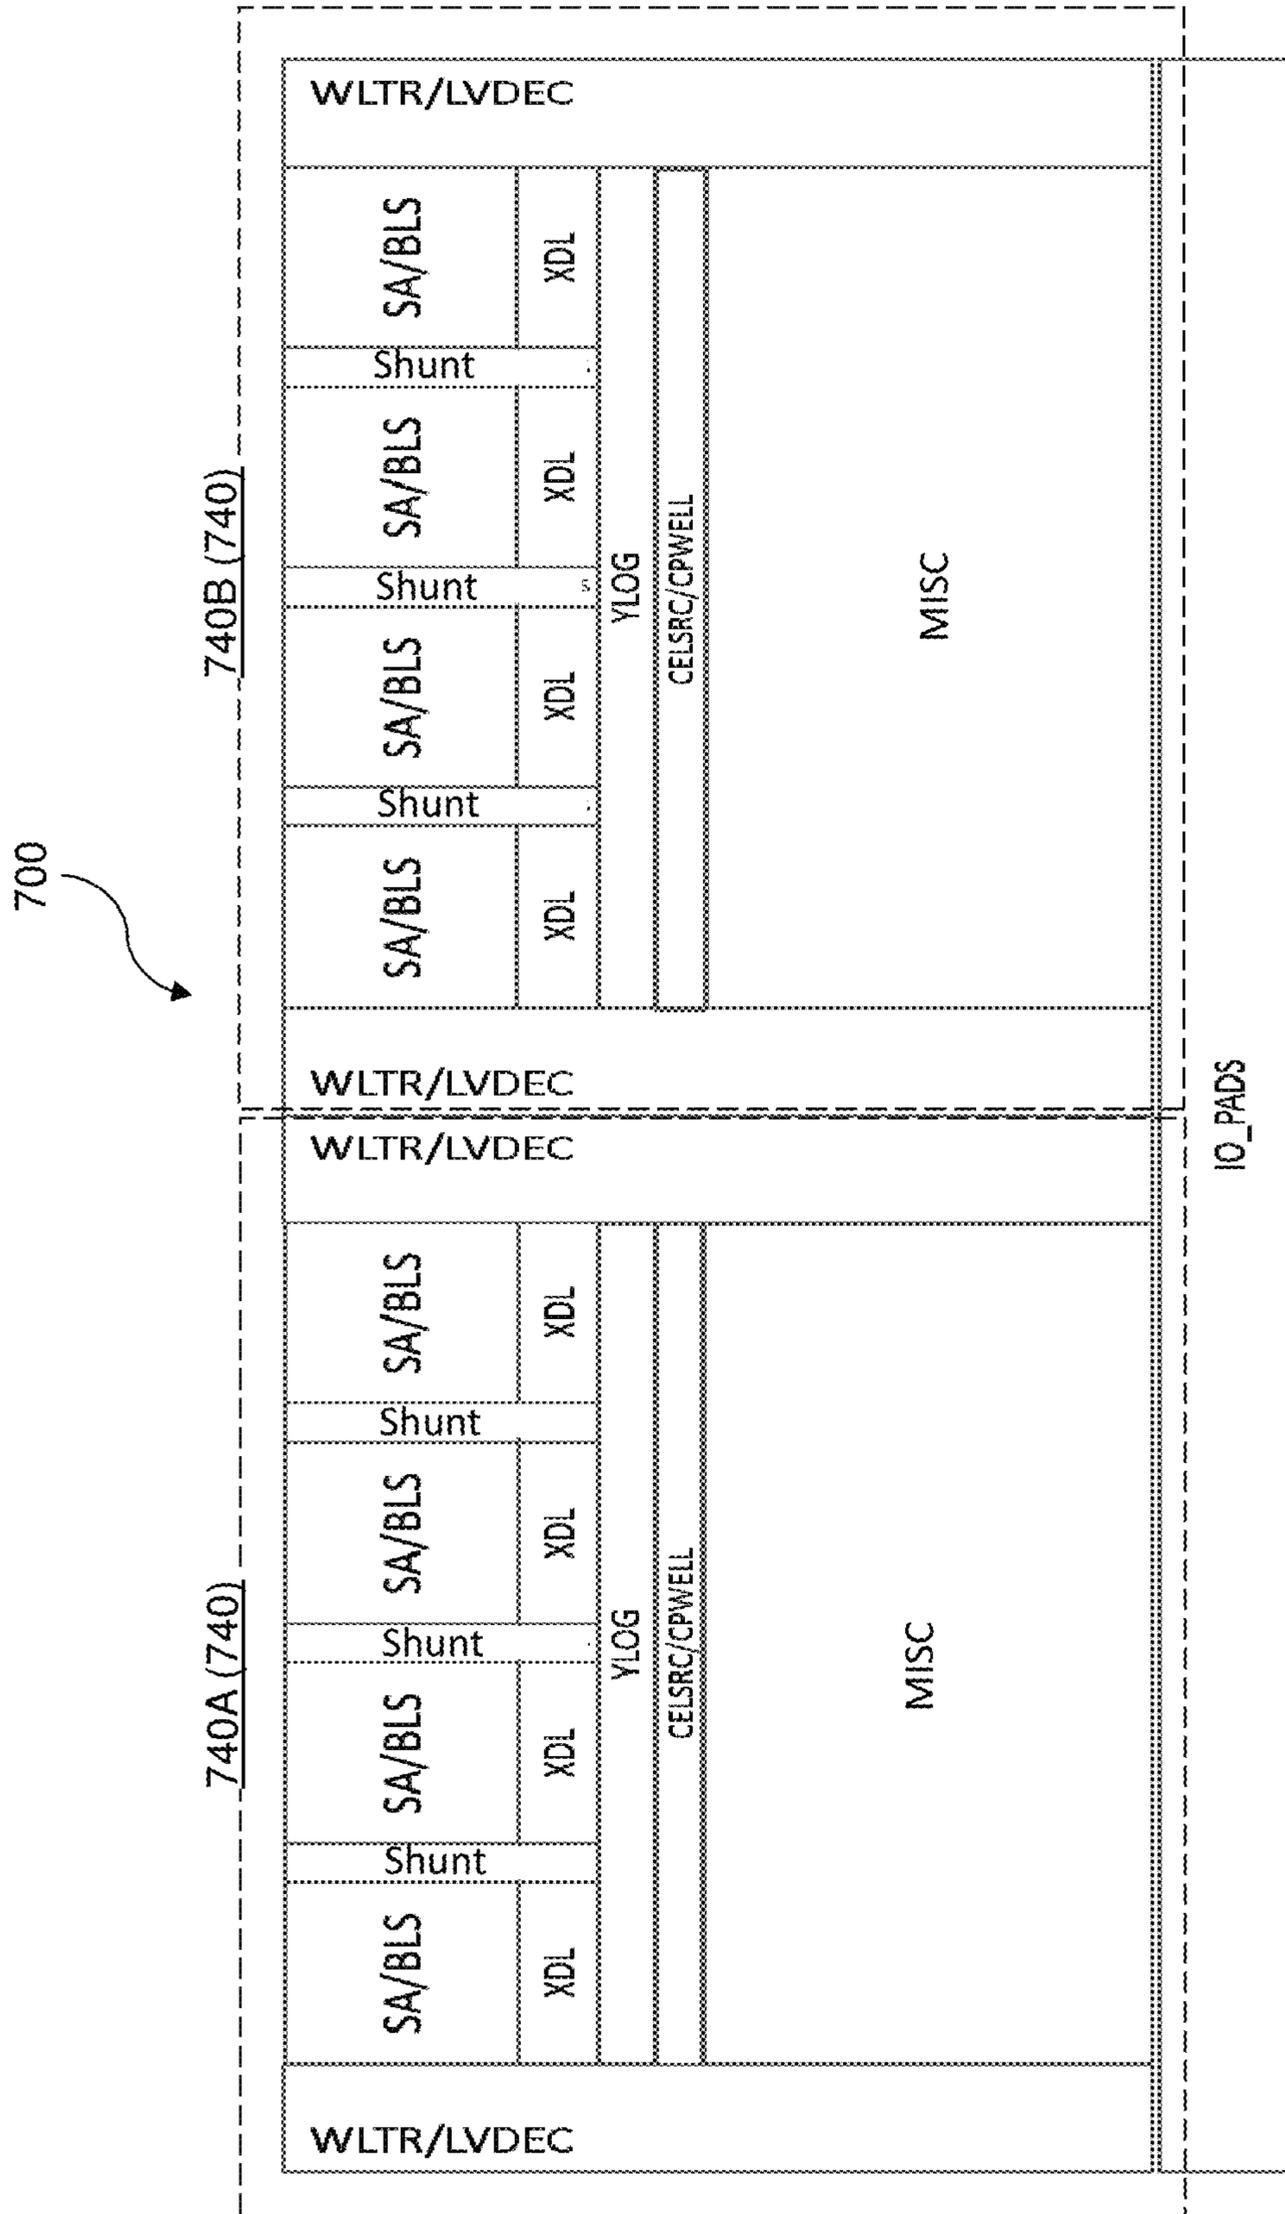 700
740A (740)
740B (740)
WLTR/LVDEC
SA/BLS
Shunt
SA/BLS
Shunt
SA/BLS
Shunt
SA/BLS
WLTR/LVDEC
WLTR/LVDEC
SA/BLS
Shunt
SA/BLS
Shunt
SA/BLS
Shunt
SA/BLS
WLTR/LVDEC
XDL
XDL
XDL
XDL
XDL
XDL
XDL
XDL
s
YLOG
YLOG
CELSRC/CPWELL
CELSRC/CPWELL
MISC
MISC
IO_PADS